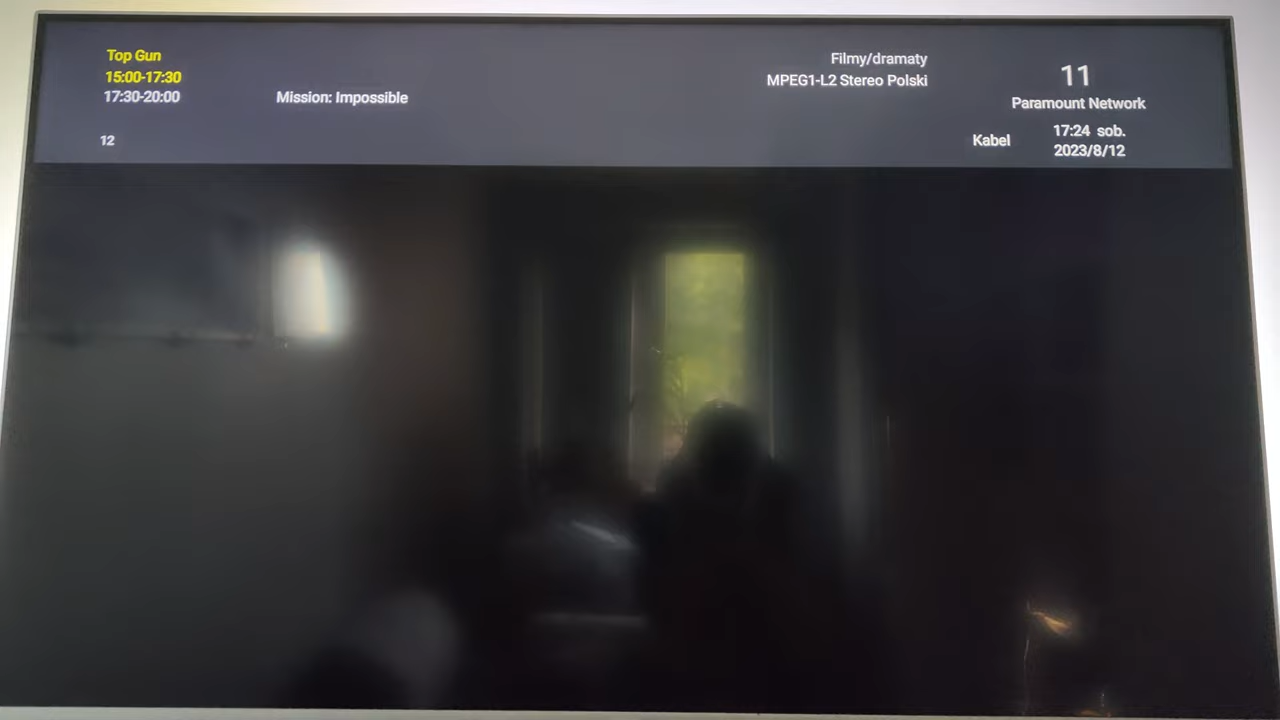 Top Gun
15:00-17:30
17:30-20:00 Mission: Impossible
12
Filmy/dramaty
MPEG1-L2 Stereo Polski
11
Paramount Network
Kabel 17:24 sob.
2023/8/12